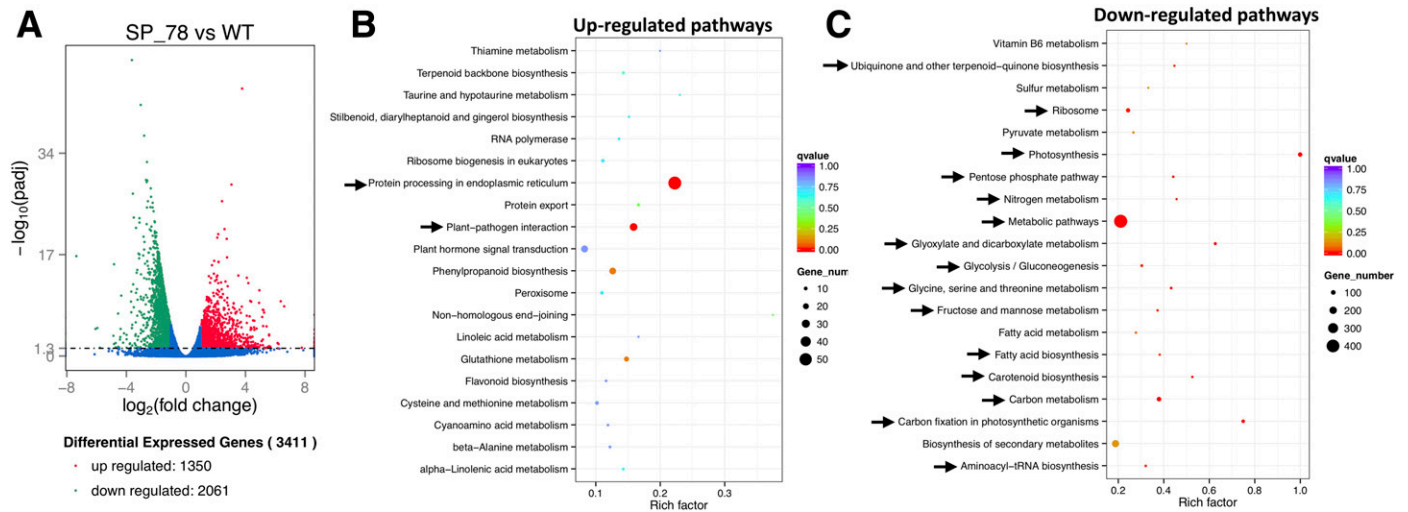 A
SP_78 vs WT
−log10(padj)
34
17
1.3
0
−8
−4
0
4
8
log2(fold change)
Differential Expressed Genes ( 3411 )
up regulated: 1350
down regulated: 2061
B
Up-regulated pathways
Thiamine metabolism
Terpenoid backbone biosynthesis
Taurine and hypotaurine metabolism
Stilbenoid, diarylheptanoid and gingerol biosynthesis
RNA polymerase
Ribosome biogenesis in eukaryotes
Protein processing in endoplasmic reticulum
Protein export
Plant−pathogen interaction
Plant hormone signal transduction
Phenylpropanoid biosynthesis
Peroxisome
Non−homologous end−joining
Linoleic acid metabolism
Glutathione metabolism
Flavonoid biosynthesis
Cysteine and methionine metabolism
Cyanoamino acid metabolism
beta−Alanine metabolism
alpha−Linolenic acid metabolism
0.1
0.2
0.3
Rich factor
qvalue
1.00
0.75
0.50
0.25
0.00
Gene_num
10
20
30
40
50
C
Down-regulated pathways
Vitamin B6 metabolism
Ubiquinone and other terpenoid−quinone biosynthesis
Sulfur metabolism
Ribosome
Pyruvate metabolism
Photosynthesis
Pentose phosphate pathway
Nitrogen metabolism
Metabolic pathways
Glyoxylate and dicarboxylate metabolism
Glycolysis / Gluconeogenesis
Glycine, serine and threonine metabolism
Fructose and mannose metabolism
Fatty acid metabolism
Fatty acid biosynthesis
Carotenoid biosynthesis
Carbon metabolism
Carbon fixation in photosynthetic organisms
Biosynthesis of secondary metabolites
Aminoacyl−tRNA biosynthesis
0.2
0.4
0.6
0.8
1.0
Rich factor
qvalue
1.00
0.75
0.50
0.25
0.00
Gene_number
100
200
300
400